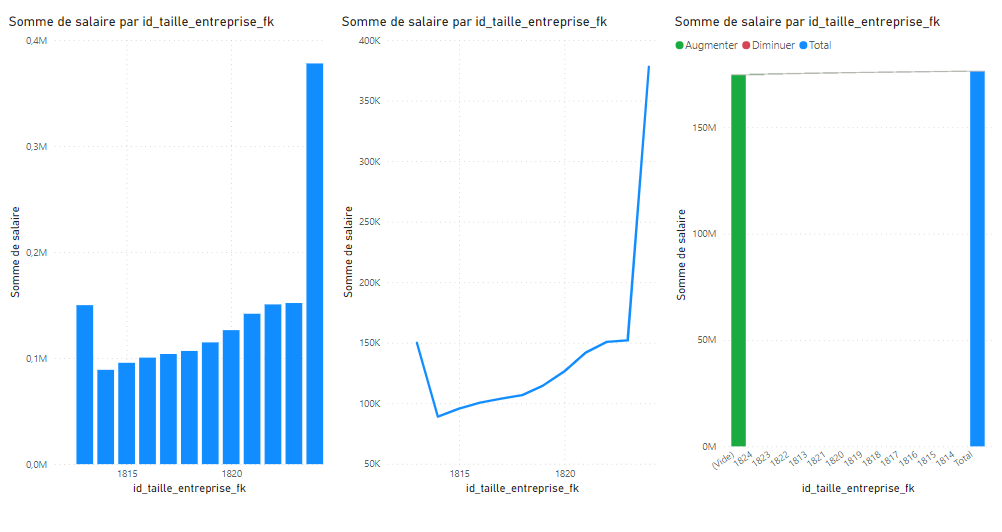 Somme de salaire par id_taille_entreprise_fk
0,4M
0,3M
0,2M
0,1M
0,0M
Somme de salaire
1815
1820
id_taille_entreprise_fk
Somme de salaire par id_taille_entreprise_fk
400K
350K
300K
250K
200K
150K
100K
50K
Somme de salaire
1815
1820
id_taille_entreprise_fk
Somme de salaire par id_taille_entreprise_fk
Augmenter Diminuer Total
150M
100M
50M
0M
Somme de salaire
(Vide) 1824 1823 1822 1813 1821 1820 1819 1818 1817 1816 1815 1814 Total
id_taille_entreprise_fk